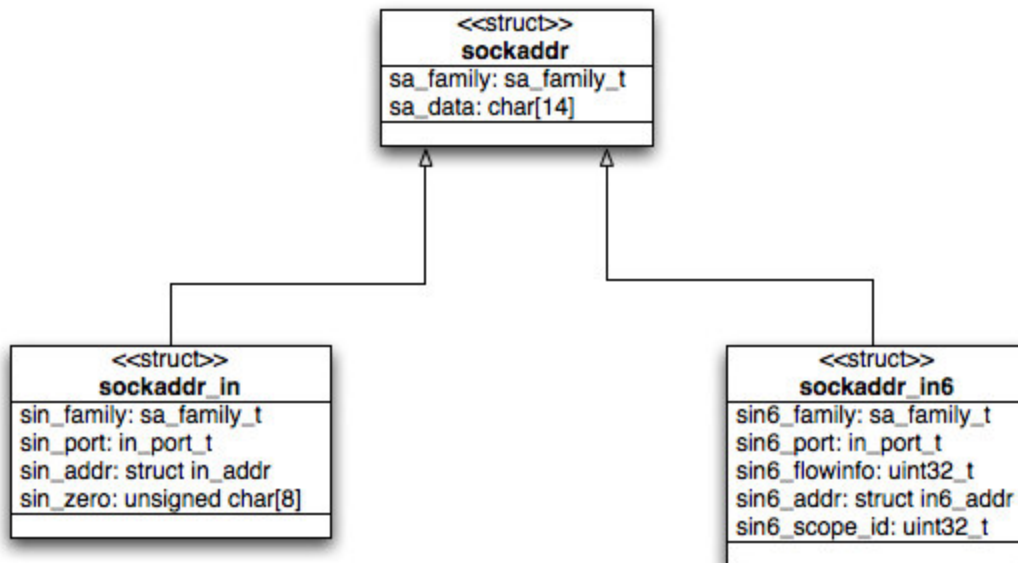 <<struct>>
sockaddr
sa_family: sa_family_t
sa_data: char[14]
<<struct>>
sockaddr_in
sin_family: sa_family_t
sin_port: in_port_t
sin_addr: struct in_addr
sin_zero: unsigned char[8]
<<struct>>
sockaddr_in6
sin6_family: sa_family_t
sin6_port: in_port_t
sin6_flowinfo: uint32_t
sin6_addr: struct in6_addr
sin6_scope_id: uint32_t